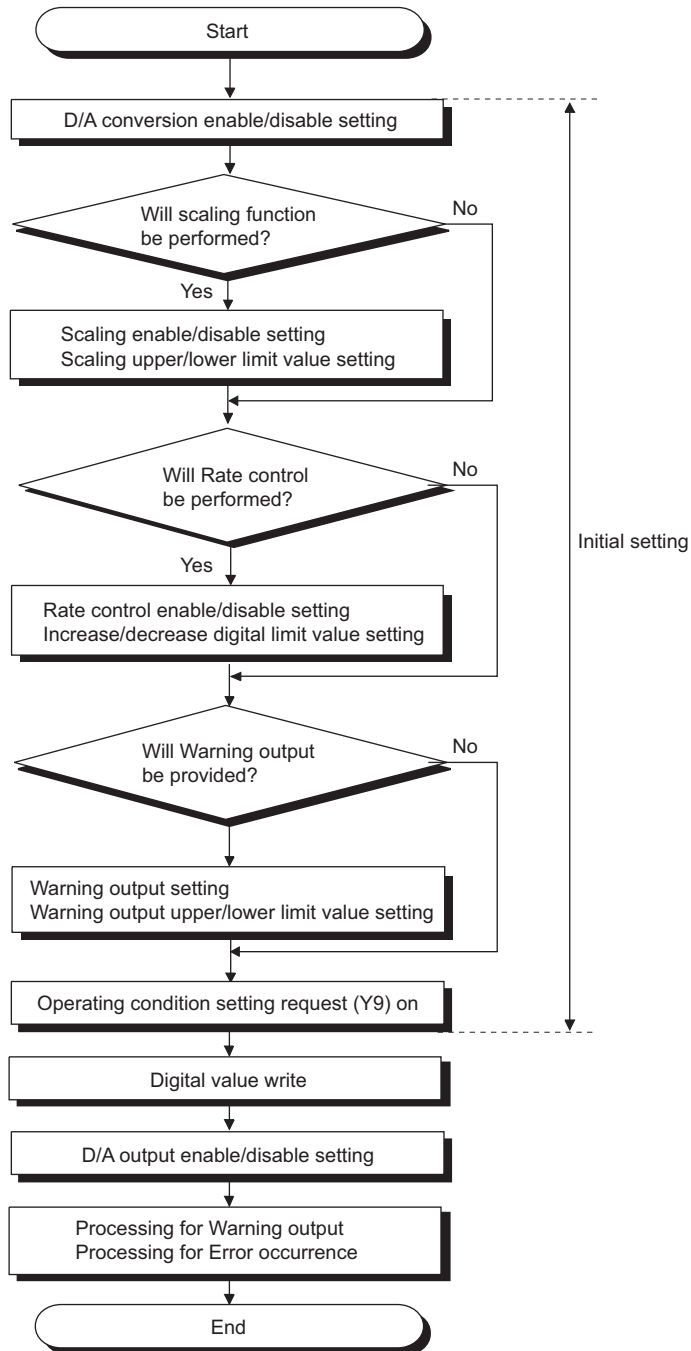 Start
D/A conversion enable/disable setting
Will scaling function
be performed?
No
Yes
Scaling enable/disable setting
Scaling upper/lower limit value setting
Will Rate control
be performed?
No
Yes
Initial setting
Rate control enable/disable setting
Increase/decrease digital limit value setting
Will Warning output
be provided?
No
Warning output setting
Warning output upper/lower limit value setting
Operating condition setting request (Y9) on
Digital value write
D/A output enable/disable setting
Processing for Warning output
Processing for Error occurrence
End